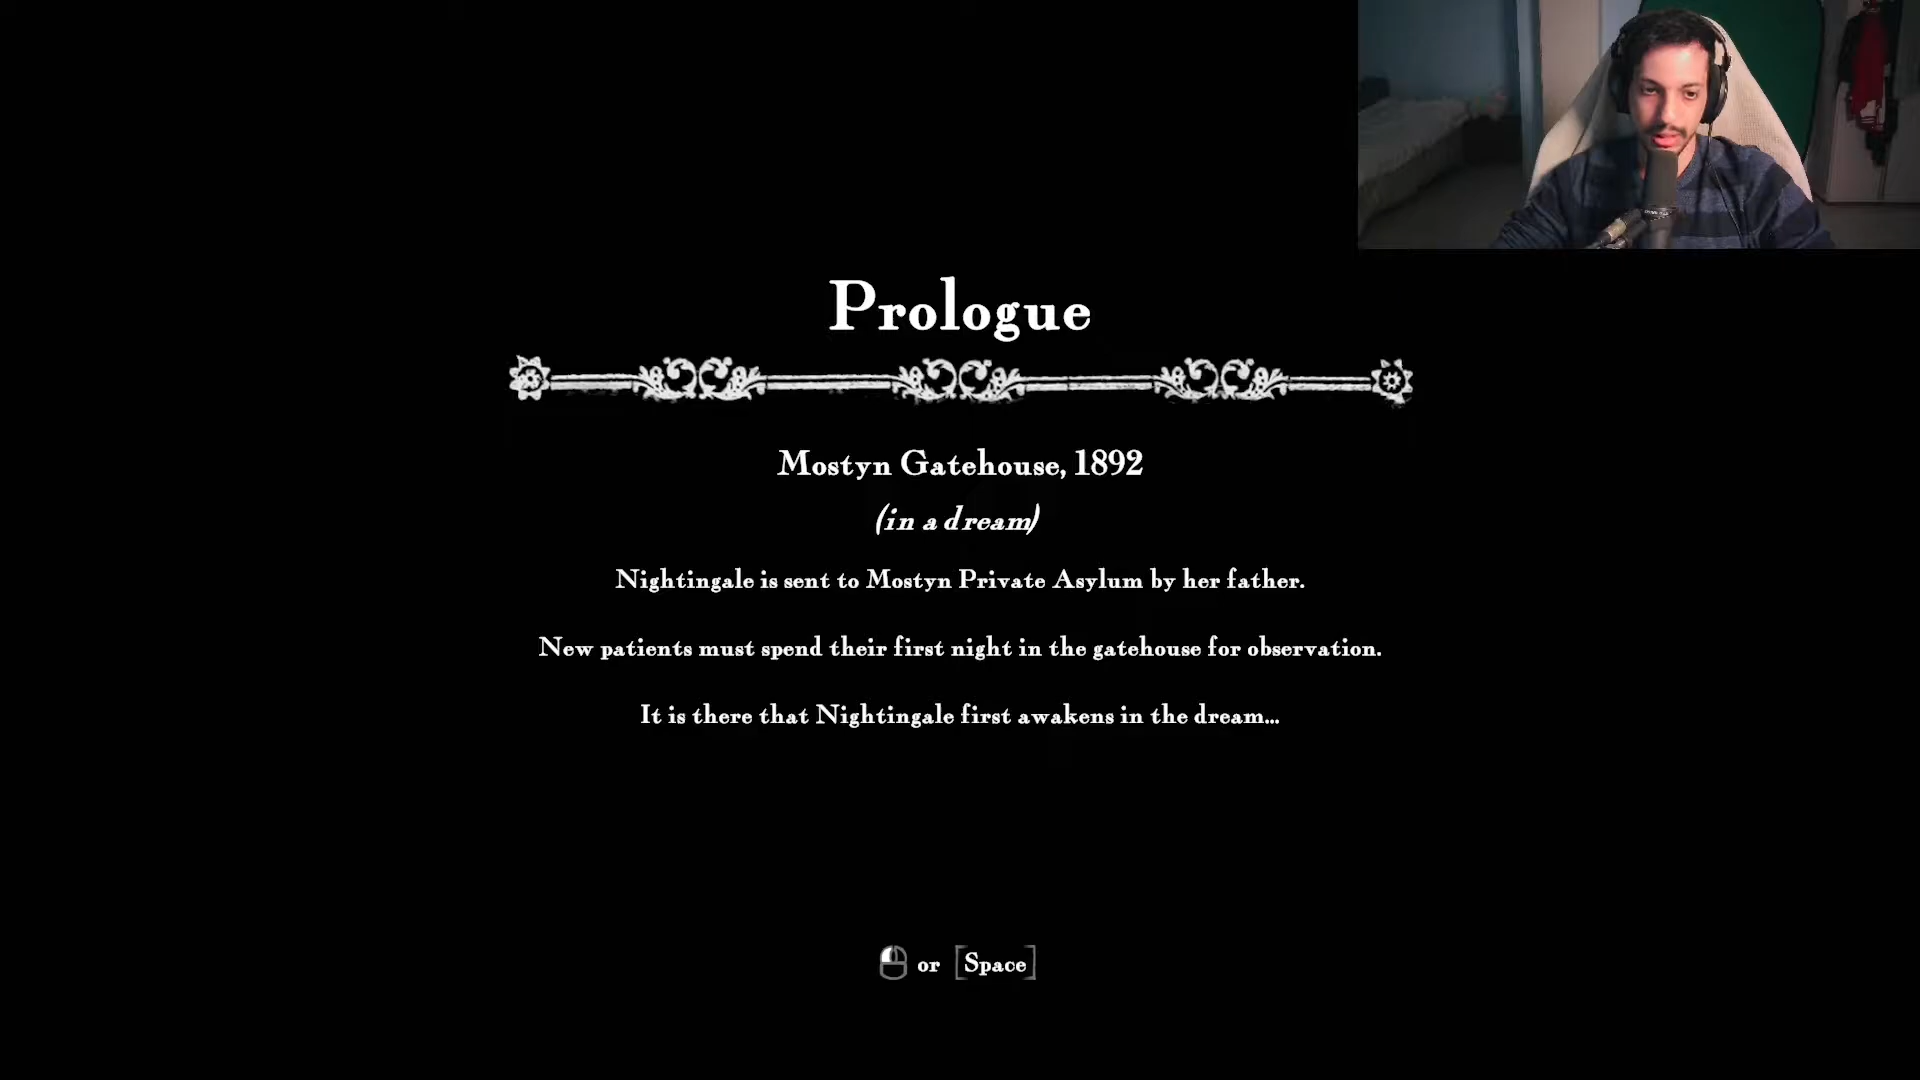 Prologue
Mostyn Gatehouse, 1892
(in a dream)
Nightingale is sent to Mostyn Private Asylum by her father.
New patients must spend their first night in the gatehouse for observation.
It is there that Nightingale first awakens in the dream...
or [Space]